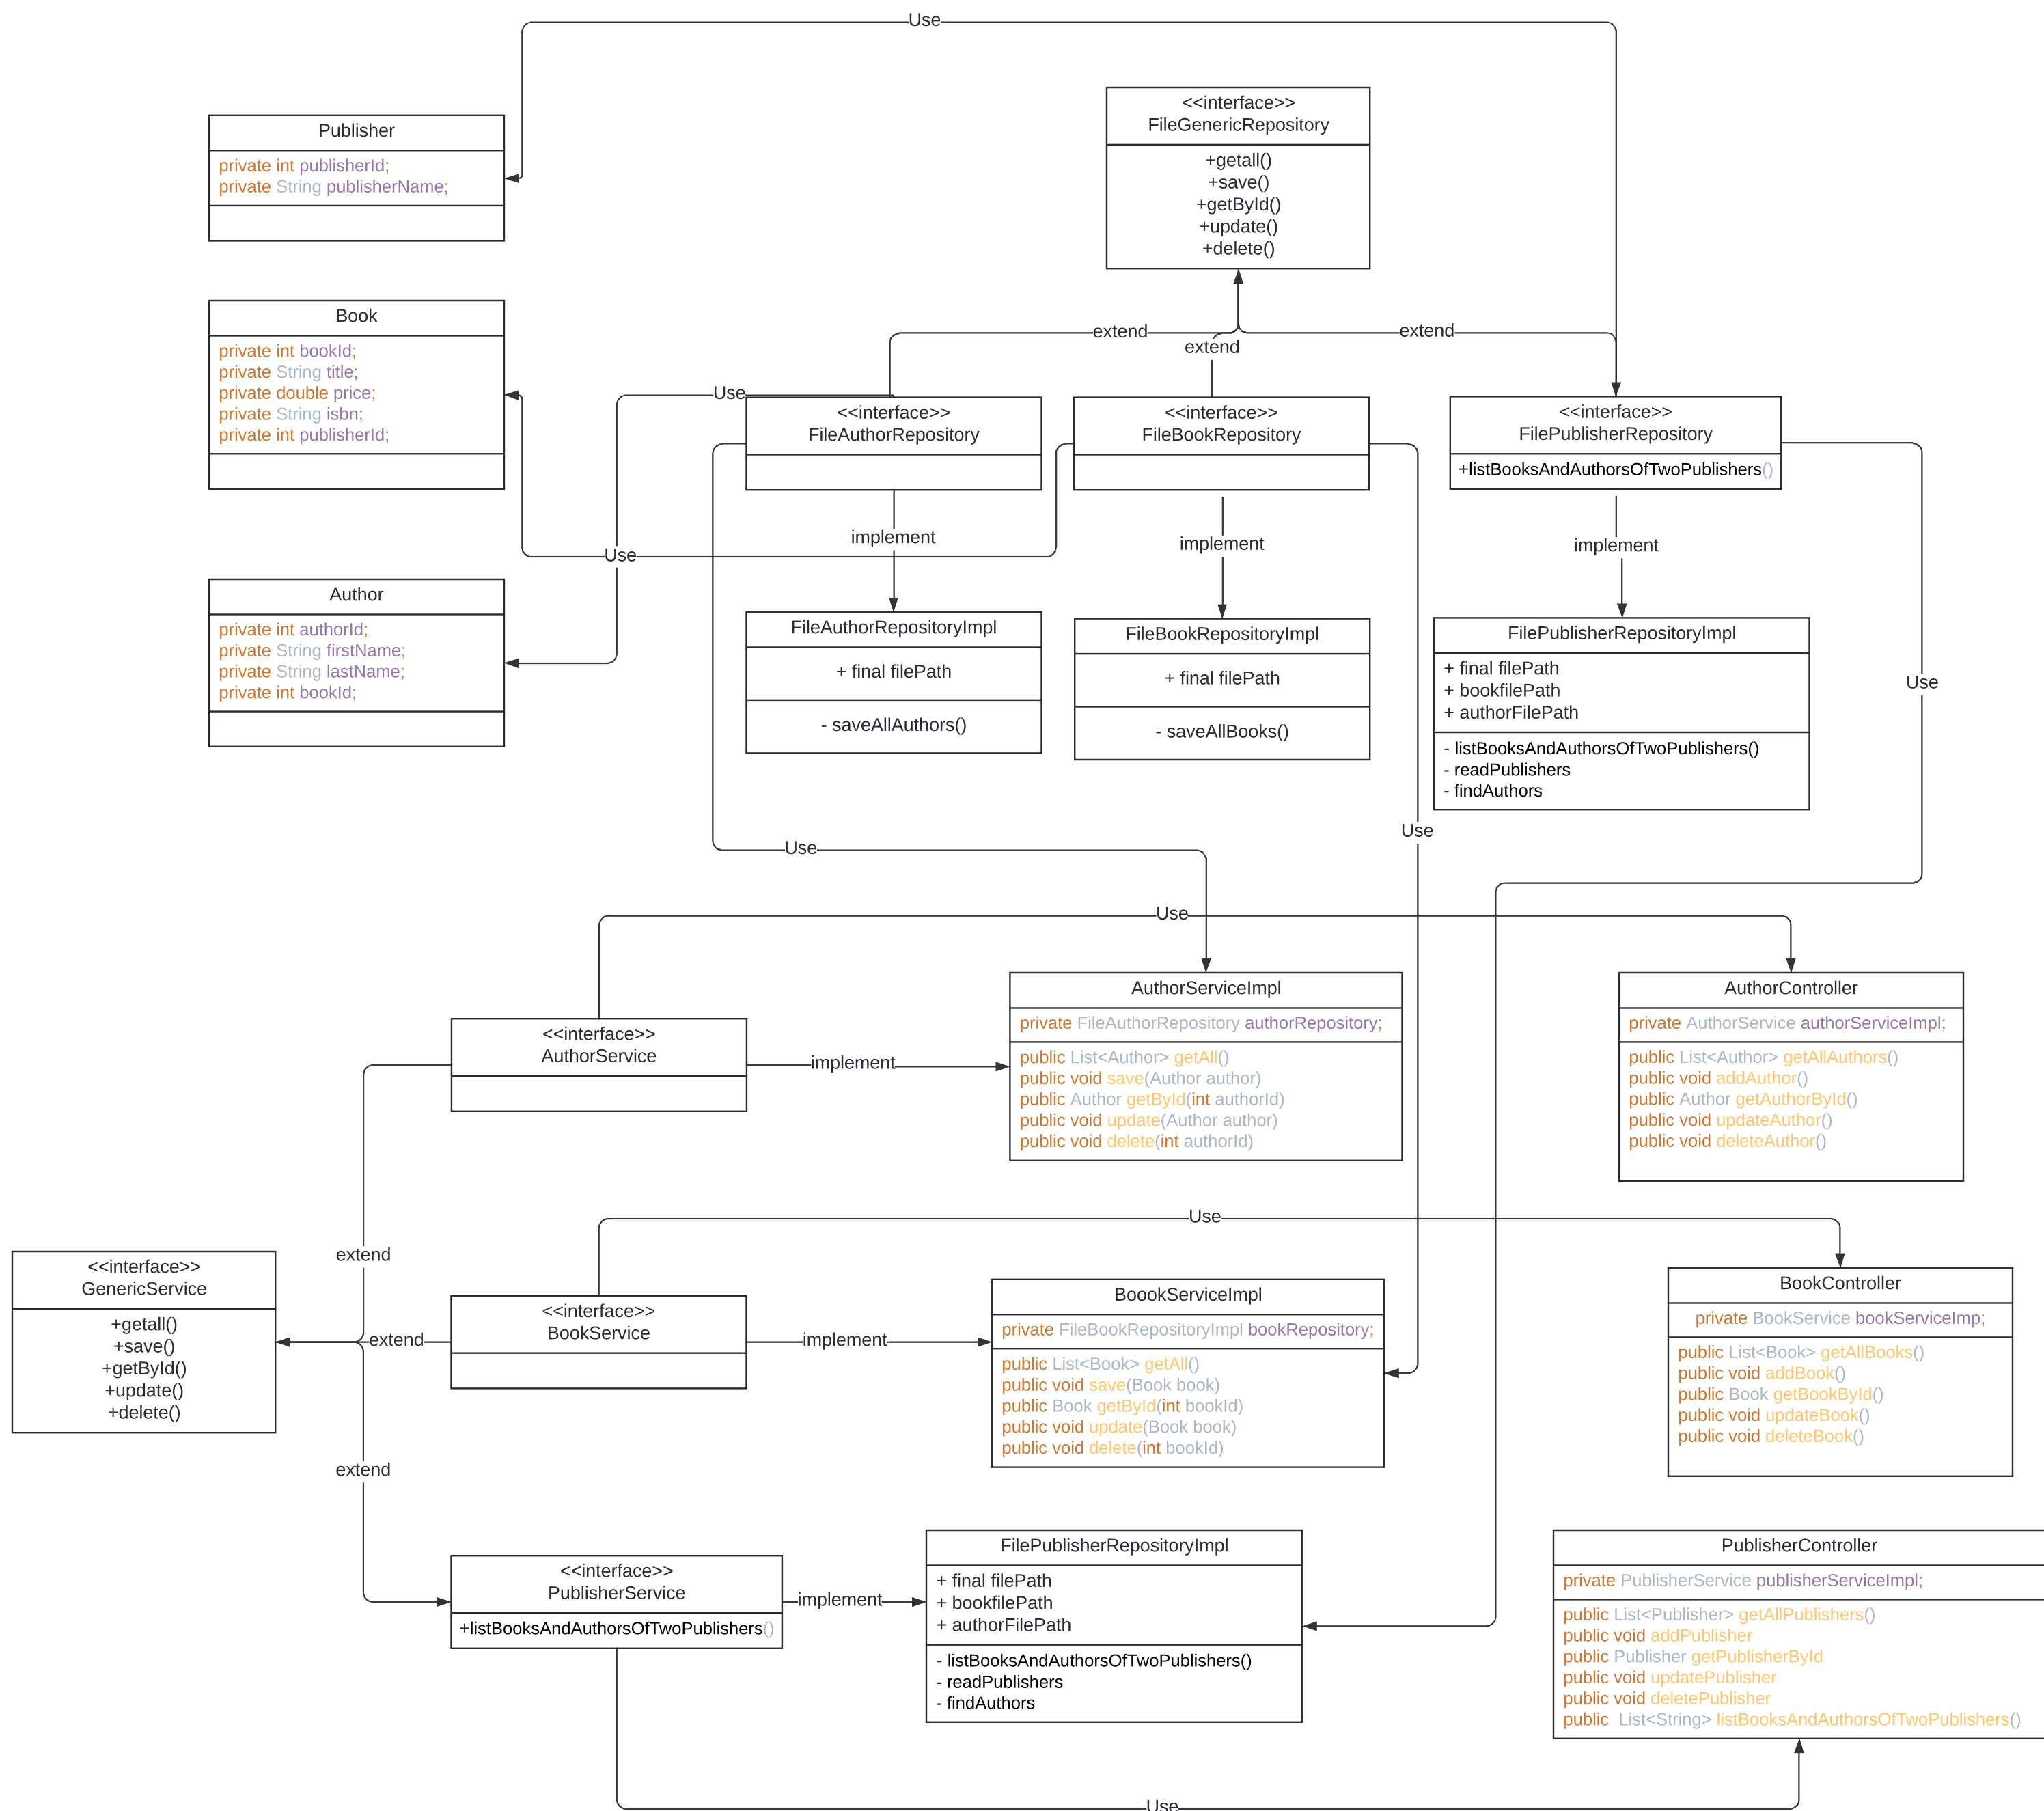 Use
<<interface>>
FileGenericRepository
+getall()
+save()
+getById()
+update()
+delete()
Publisher
private int publisherId;
private String publisherName;
Book
private int bookId;
private String title;
private double price;
private String isbn;
private int publisherId;
extend
extend
extend
Use
<<interface>>
FileAuthorRepository
<<interface>>
FileBookRepository
<<interface>>
FilePublisherRepository
+listBooksAndAuthorsOfTwoPublishers()
implement
implement
implement
Use
Author
private int authorId;
private String firstName;
private String lastName;
private int bookId;
FileAuthorRepositoryImpl
+ final filePath
- saveAllAuthors()
FileBookRepositoryImpl
+ final filePath
- saveAllBooks()
FilePublisherRepositoryImpl
+ final filePath
+ bookfilePath
+ authorFilePath
- listBooksAndAuthorsOfTwoPublishers()
- readPublishers
- findAuthors
Use
Use
Use
Use
<<interface>>
AuthorService
implement
AuthorServiceImpl
private FileAuthorRepository authorRepository;
public List<Author> getAll()
public void save(Author author)
public Author getById(int authorId)
public void update(Author author)
public void delete(int authorId)
AuthorController
private AuthorService authorServiceImpl;
public List<Author> getAllAuthors()
public void addAuthor()
public Author getAuthorById()
public void updateAuthor()
public void deleteAuthor()
Use
extend
<<interface>>
GenericService
+getall()
+save()
+getById()
+update()
+delete()
extend
<<interface>>
BookService
implement
BoookServiceImpl
private FileBookRepositoryImpl bookRepository;
public List<Book> getAll()
public void save(Book book)
public Book getById(int bookId)
public void update(Book book)
public void delete(int bookId)
BookController
private BookService bookServiceImp;
public List<Book> getAllBooks()
public void addBook()
public Book getBookById()
public void updateBook()
public void deleteBook()
extend
<<interface>>
PublisherService
+listBooksAndAuthorsOfTwoPublishers()
implement
FilePublisherRepositoryImpl
+ final filePath
+ bookfilePath
+ authorFilePath
- listBooksAndAuthorsOfTwoPublishers()
- readPublishers
- findAuthors
PublisherController
private PublisherService publisherServiceImpl;
public List<Publisher> getAllPublishers()
public void addPublisher
public Publisher getPublisherById
public void updatePublisher
public void deletePublisher
public  List<String> listBooksAndAuthorsOfTwoPublishers()
Use